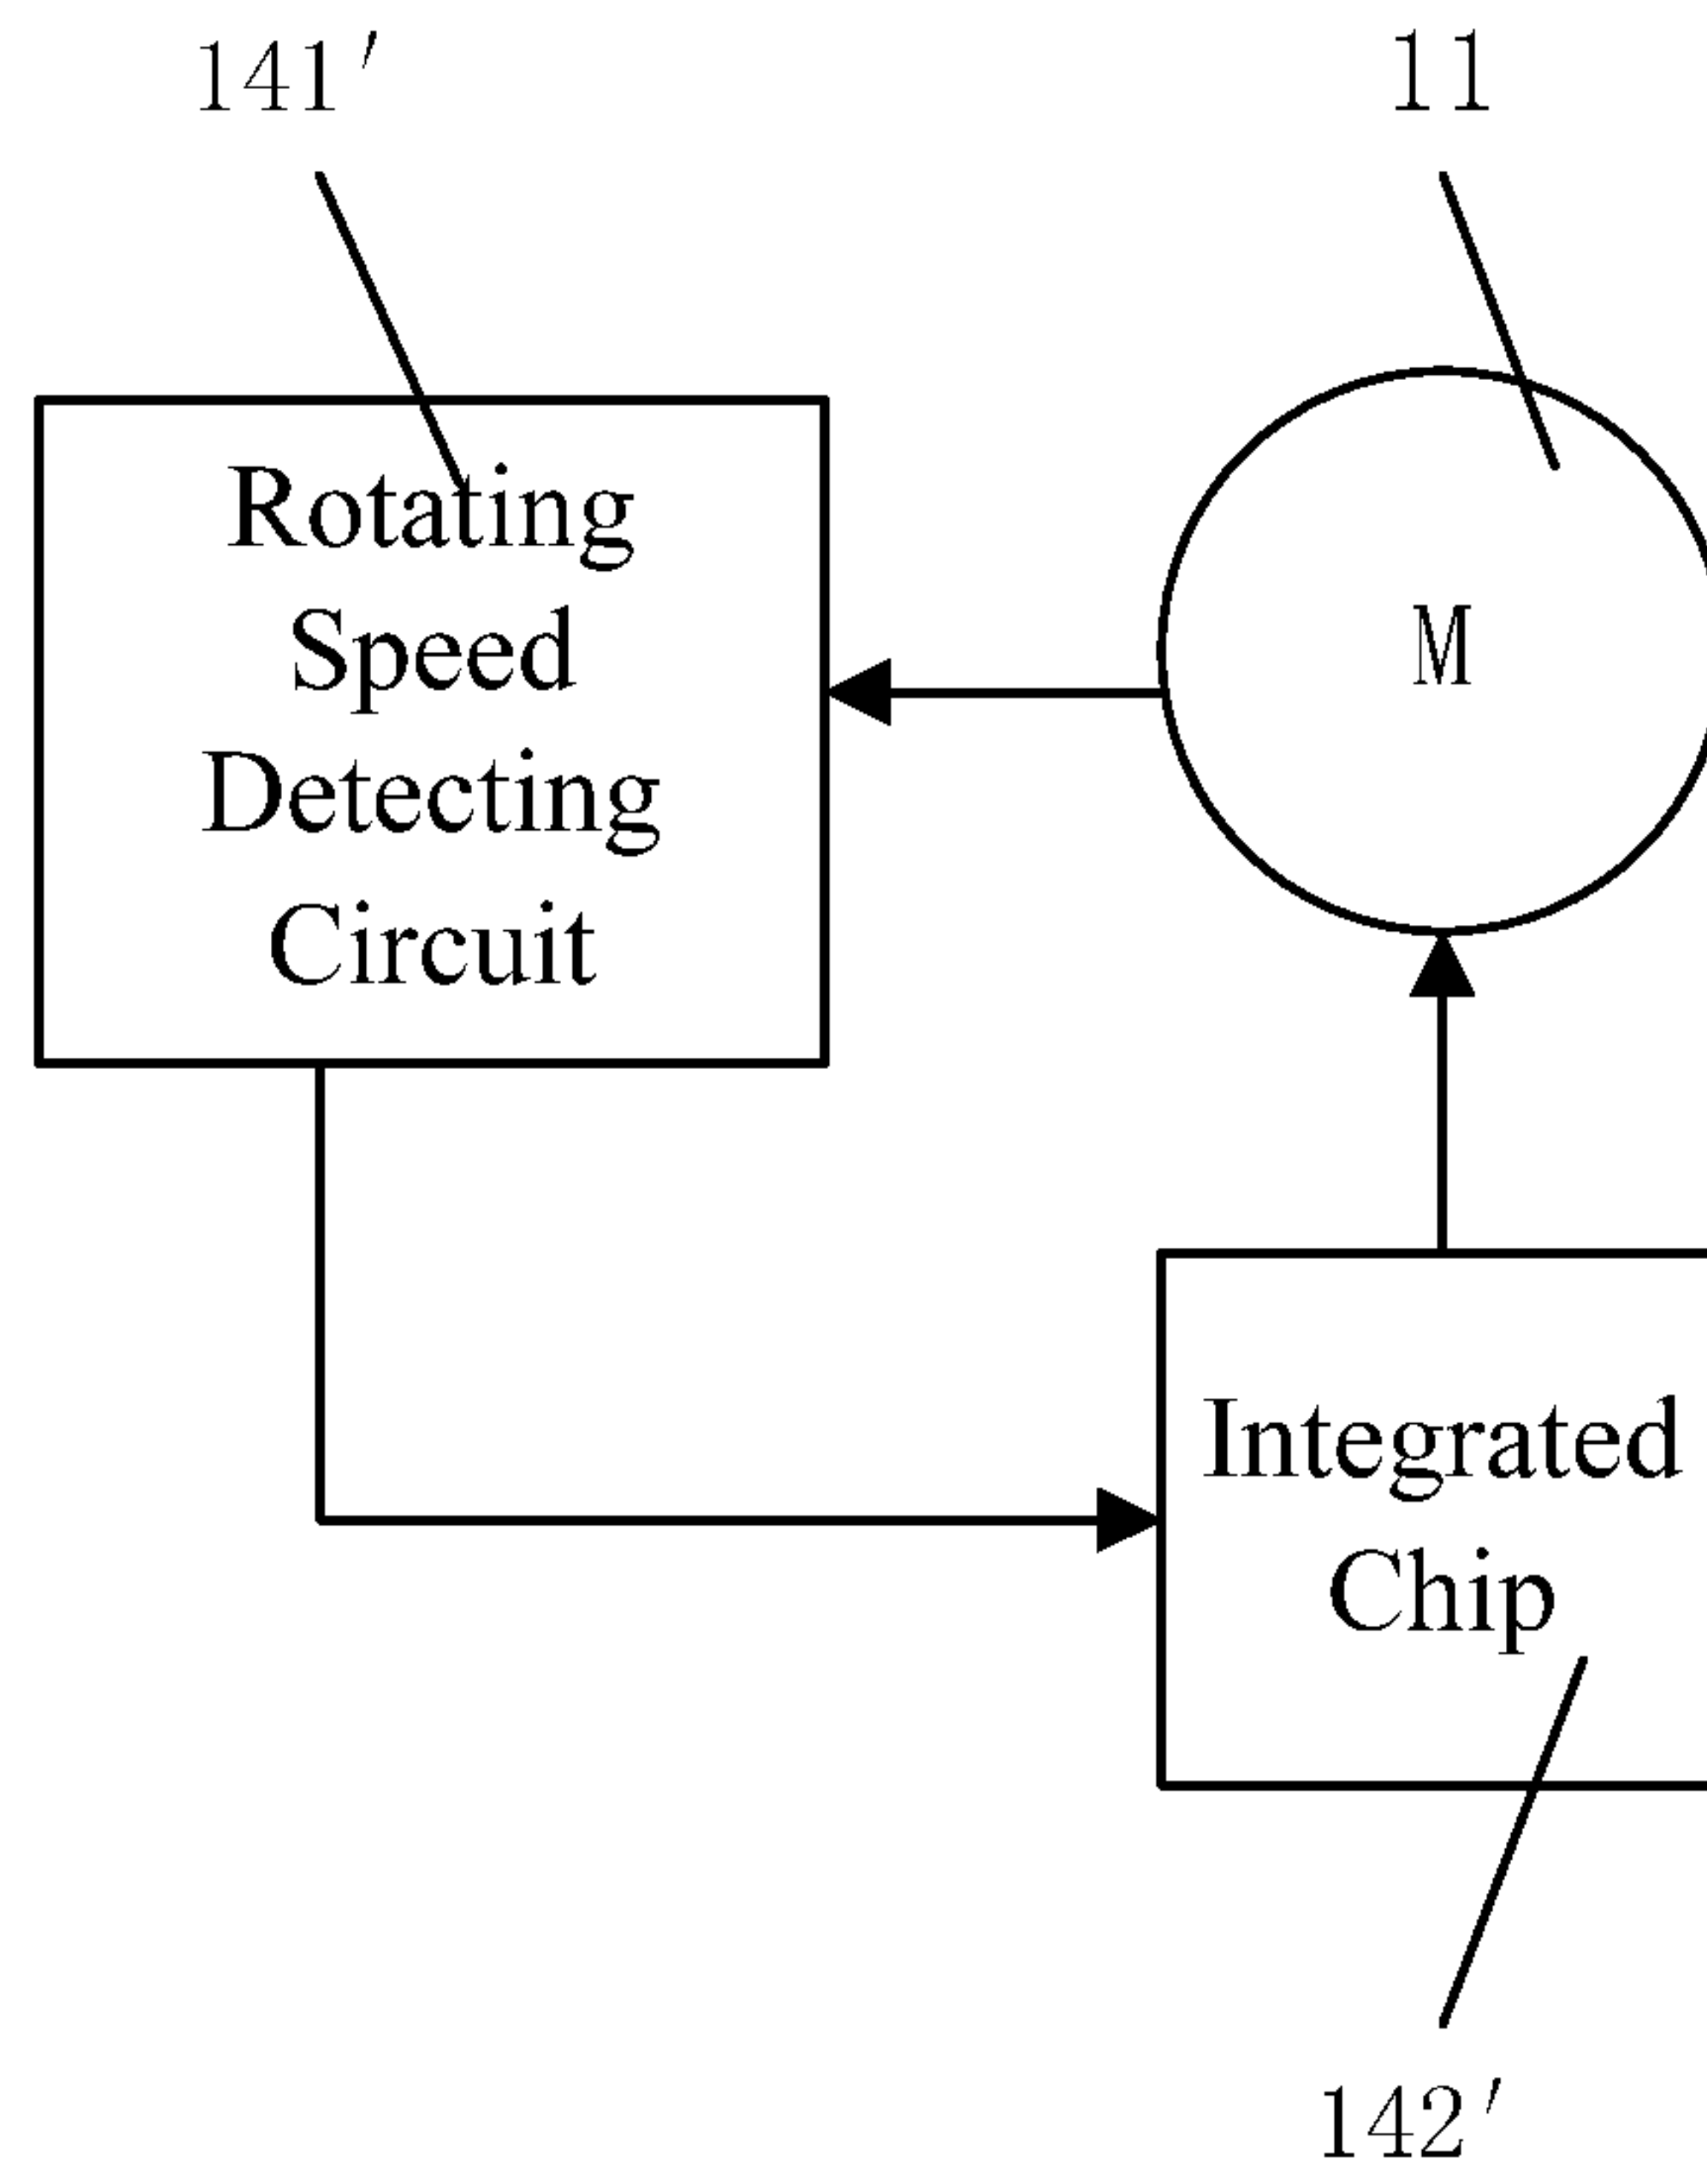 141′
11
Rotating
Speed
Detecting
Circuit
M
Integrated
Chip
142′